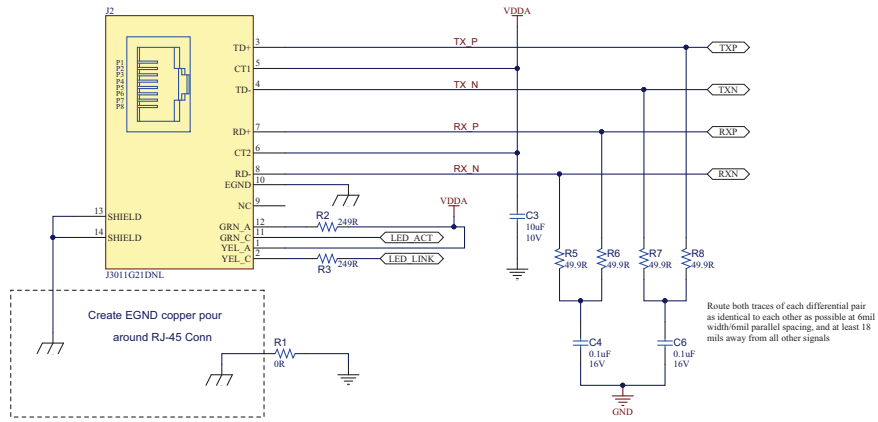 J2
VDDA
TD+ 3 TX_P TXP
CT1 5
TD- 4 TX_N TXN
P1
P2
P3
P4
P5
P6
P7
P8
RD+ 7 RX_P RXP
CT2 6
RD- 8 RX_N RXN
EGND 10
NC 9
VDDA
13 SHIELD
14 SHIELD
GRN_A 12 R2 249R
GRN_C 11 LED_ACT
YEL_A 1
YEL_C 2 R3 249R LED_LINK
J3011G21DNL
C3
10uF
10V
R5 R6 R7 R8
49.9R 49.9R 49.9R 49.9R
Create EGND copper pour
around RJ-45 Conn
R1
0R
C4
0.1uF
16V
C6
0.1uF
16V
GND
Route both traces of each differential pair
as identical to each other as possible at 6mil
width/6mil parallel spacing, and at least 18
mils away from all other signals